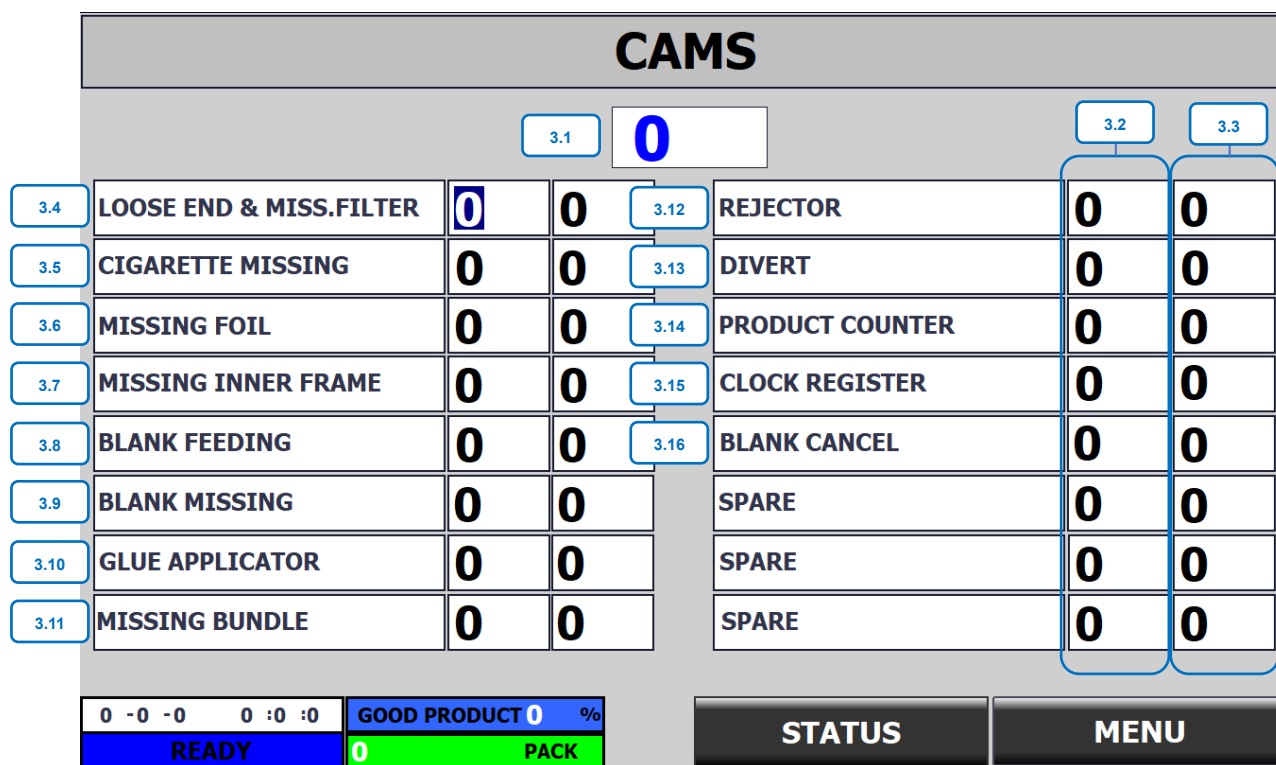 CAMS
3.1 0 3.2 3.3
3.4 LOOSE END & MISS.FILTER 0 0 3.12 REJECTOR 0 0
3.5 CIGARETTE MISSING 0 0 3.13 DIVERT 0 0
3.6 MISSING FOIL 0 0 3.14 PRODUCT COUNTER 0 0
3.7 MISSING INNER FRAME 0 0 3.15 CLOCK REGISTER 0 0
3.8 BLANK FEEDING 0 0 3.16 BLANK CANCEL 0 0
3.9 BLANK MISSING 0 0 SPARE 0 0
3.10 GLUE APPLICATOR 0 0 SPARE 0 0
3.11 MISSING BUNDLE 0 0 SPARE 0 0
0 -0 -0 0 :0 :0 GOOD PRODUCT 0 %
READY 0 PACK STATUS MENU